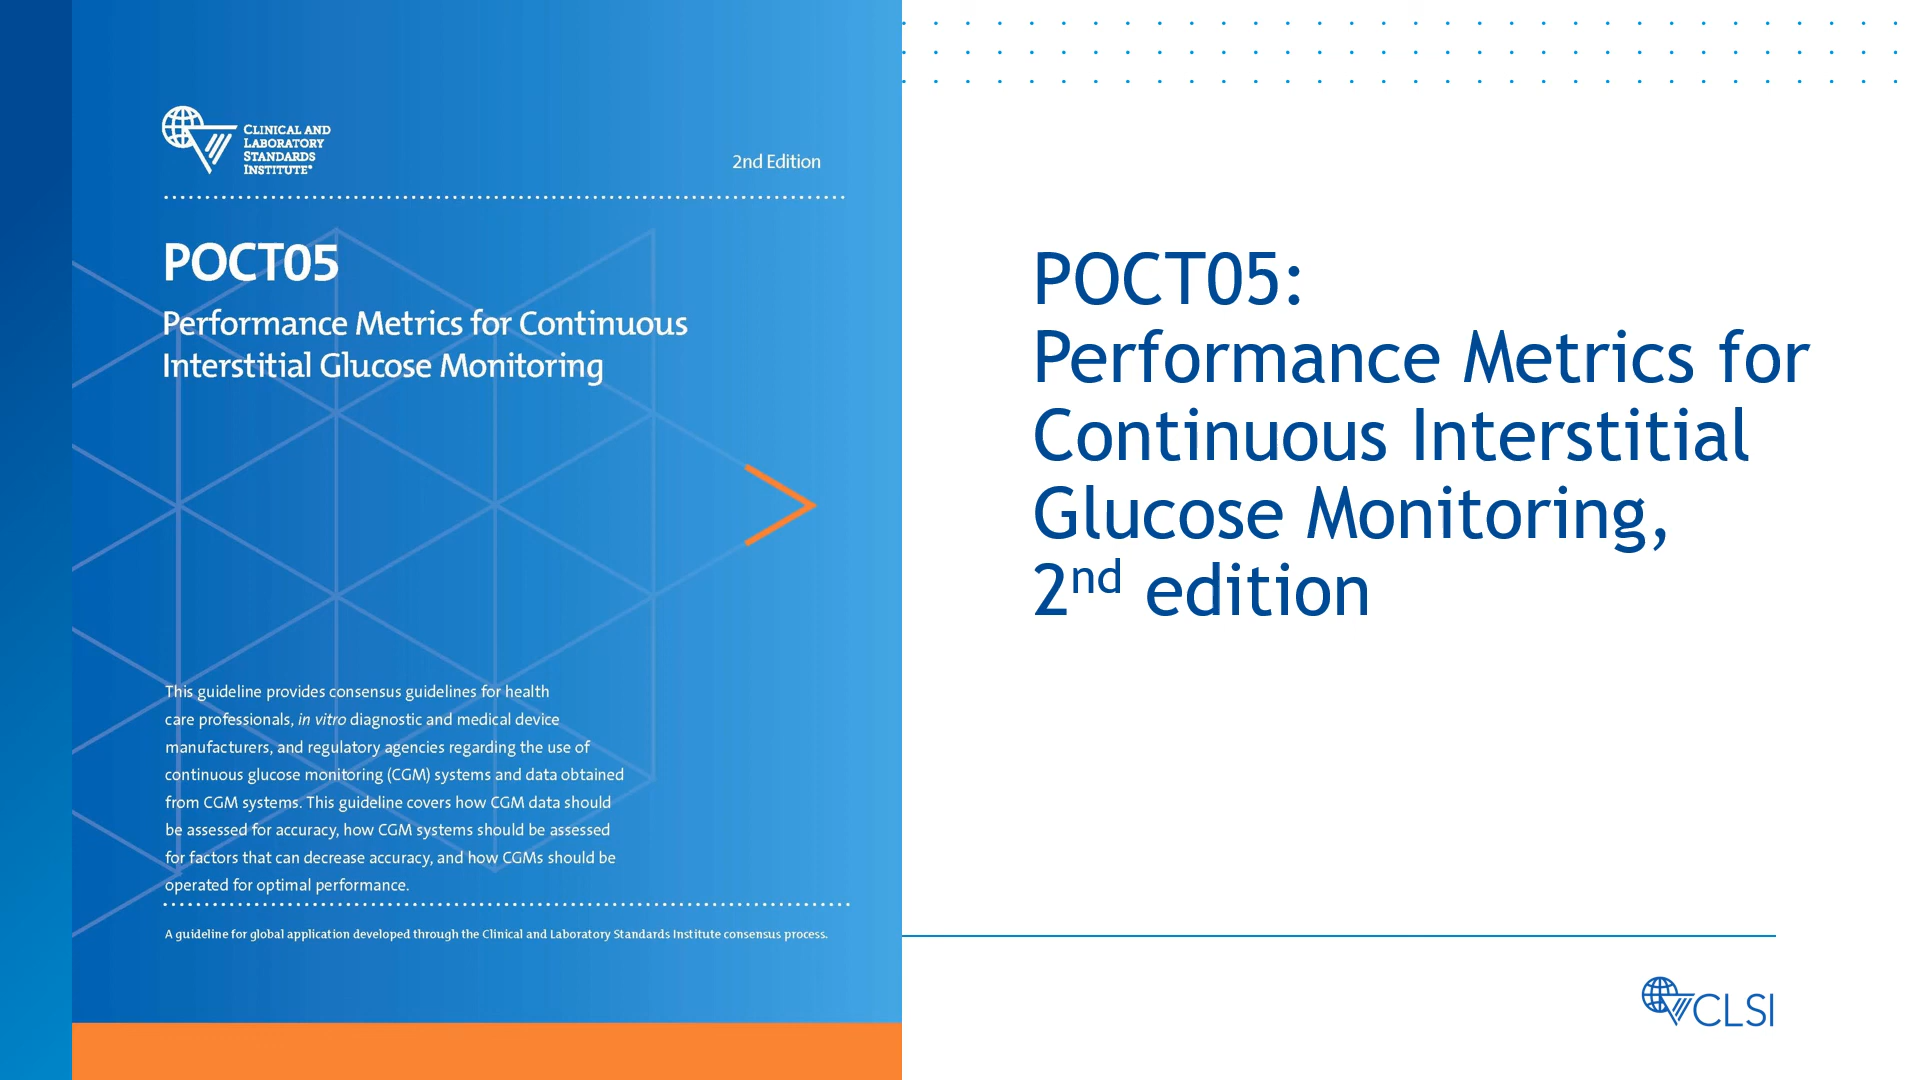 CLINICAL AND
LABORATORY
STANDARDS
INSTITUTE®
2nd Edition
POCT05
Performance Metrics for Continuous
Interstitial Glucose Monitoring
This guideline provides consensus guidelines for health
care professionals, in vitro diagnostic and medical device
manufacturers, and regulatory agencies regarding the use of
continuous glucose monitoring (CGM) systems and data obtained
from CGM systems. This guideline covers how CGM data should
be assessed for accuracy, how CGM systems should be assessed
for factors that can decrease accuracy, and how CGMs should be
operated for optimal performance.
A guideline for global application developed through the Clinical and Laboratory Standards Institute consensus process.
POCT05:
Performance Metrics for
Continuous Interstitial
Glucose Monitoring,
2nd edition
CLSI